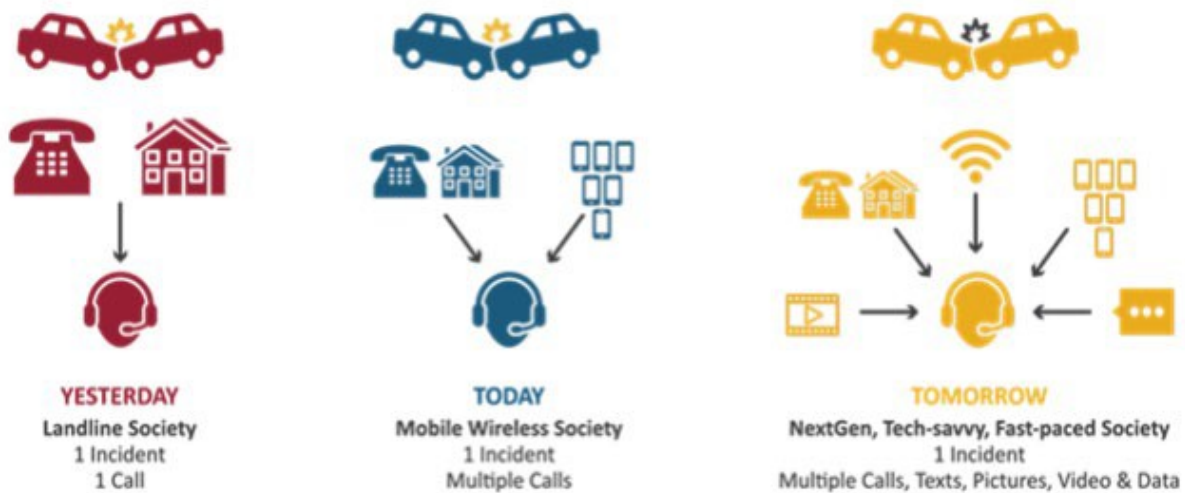 YESTERDAY
Landline Society
1 Incident
1 Call
TODAY
Mobile Wireless Society
1 Incident
Multiple Calls
TOMORROW
NextGen, Tech-savvy, Fast-paced Society
1 Incident
Multiple Calls, Texts, Pictures, Video & Data